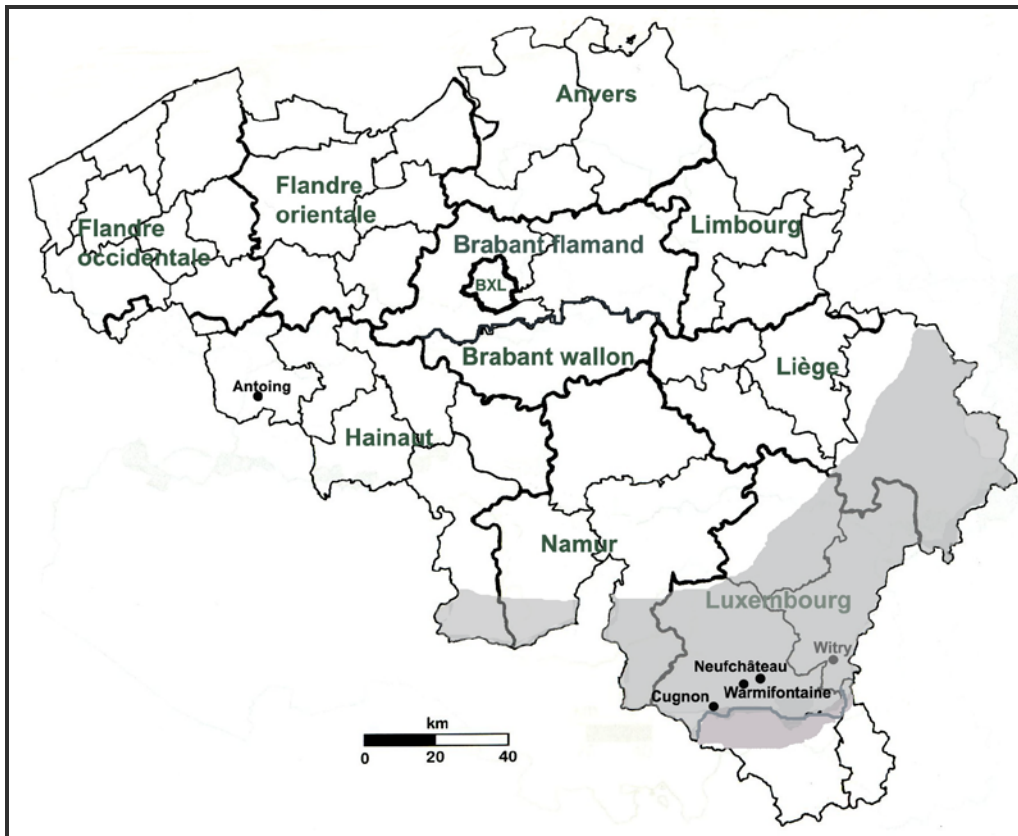 Anvers
Flandre
orientale
Flandre
occidentale
Limbourg
Brabant flamand
BXL
Brabant wallon
Liège
Antoing
Hainaut
Namur
Luxembourg
Witry
Neufchâteau
Warmifontaine
Cugnon
km
0 20 40